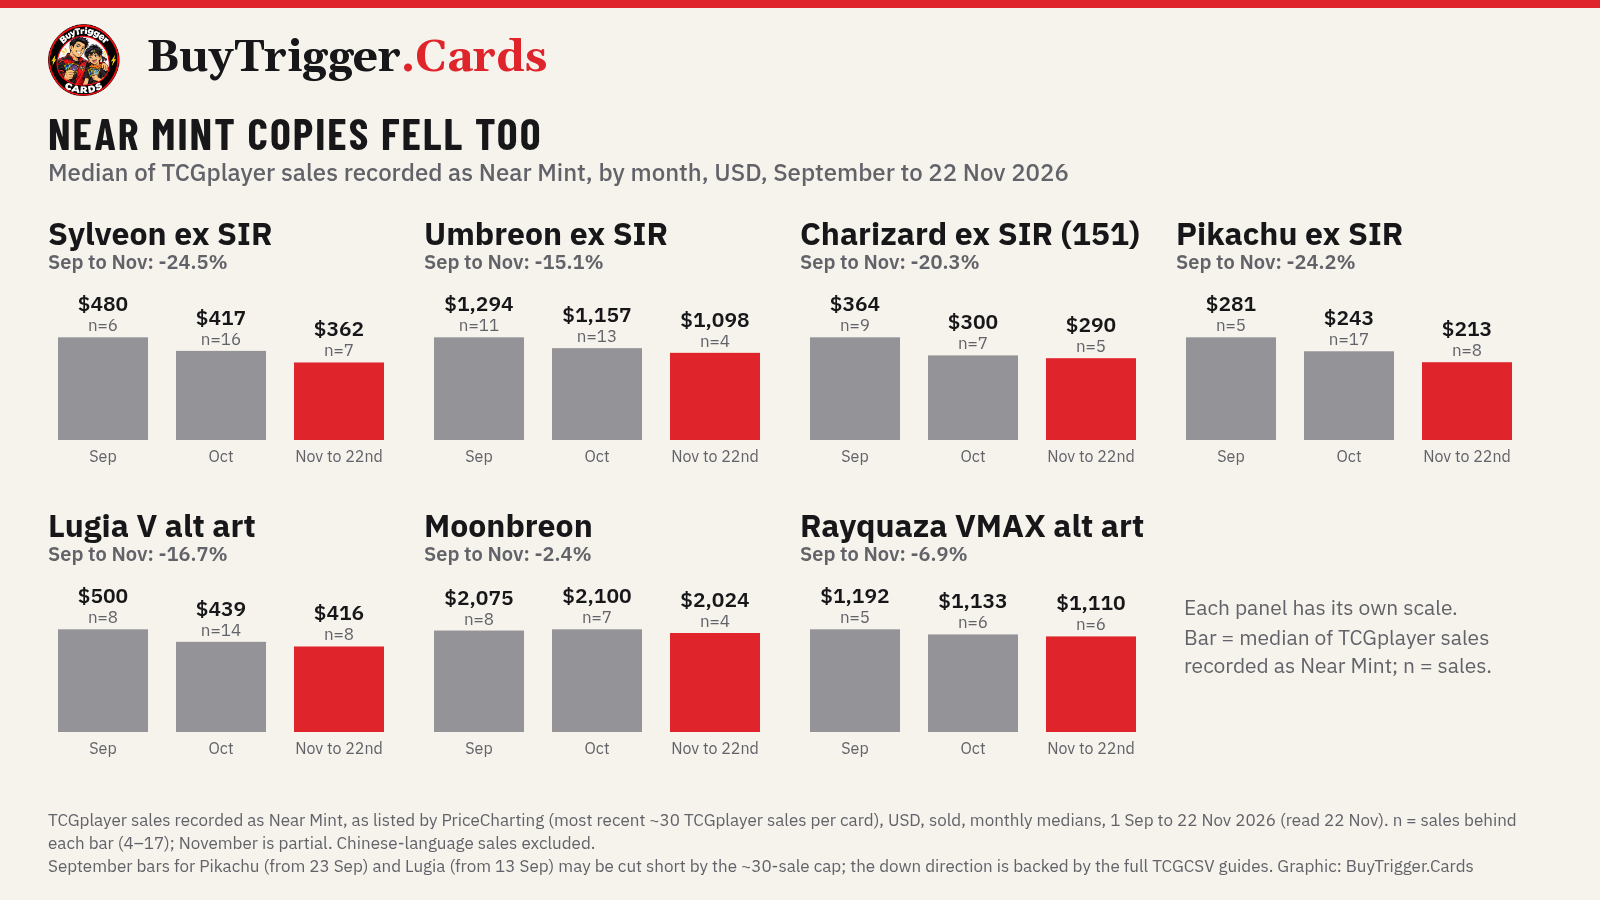 BuyTrigger
CARDS
BuyTrigger.Cards
NEAR MINT COPIES FELL TOO
Median of TCGplayer sales recorded as Near Mint, by month, USD, September to 22 Nov 2026
Sylveon ex SIR
Sep to Nov: -24.5%
$480
n=6
$417
n=16
$362
n=7
Sep
Oct
Nov to 22nd
Umbreon ex SIR
Sep to Nov: -15.1%
$1,294
n=11
$1,157
n=13
$1,098
n=4
Sep
Oct
Nov to 22nd
Charizard ex SIR (151)
Sep to Nov: -20.3%
$364
n=9
$300
n=7
$290
n=5
Sep
Oct
Nov to 22nd
Pikachu ex SIR
Sep to Nov: -24.2%
$281
n=5
$243
n=17
$213
n=8
Sep
Oct
Nov to 22nd
Lugia V alt art
Sep to Nov: -16.7%
$500
n=8
$439
n=14
$416
n=8
Sep
Oct
Nov to 22nd
Moonbreon
Sep to Nov: -2.4%
$2,075
n=8
$2,100
n=7
$2,024
n=4
Sep
Oct
Nov to 22nd
Rayquaza VMAX alt art
Sep to Nov: -6.9%
$1,192
n=5
$1,133
n=6
$1,110
n=6
Sep
Oct
Nov to 22nd
Each panel has its own scale.
Bar = median of TCGplayer sales
recorded as Near Mint; n = sales.
TCGplayer sales recorded as Near Mint, as listed by PriceCharting (most recent ~30 TCGplayer sales per card), USD, sold, monthly medians, 1 Sep to 22 Nov 2026 (read 22 Nov). n = sales behind
each bar (4–17); November is partial. Chinese-language sales excluded.
September bars for Pikachu (from 23 Sep) and Lugia (from 13 Sep) may be cut short by the ~30-sale cap; the down direction is backed by the full TCGCSV guides. Graphic: BuyTrigger.Cards